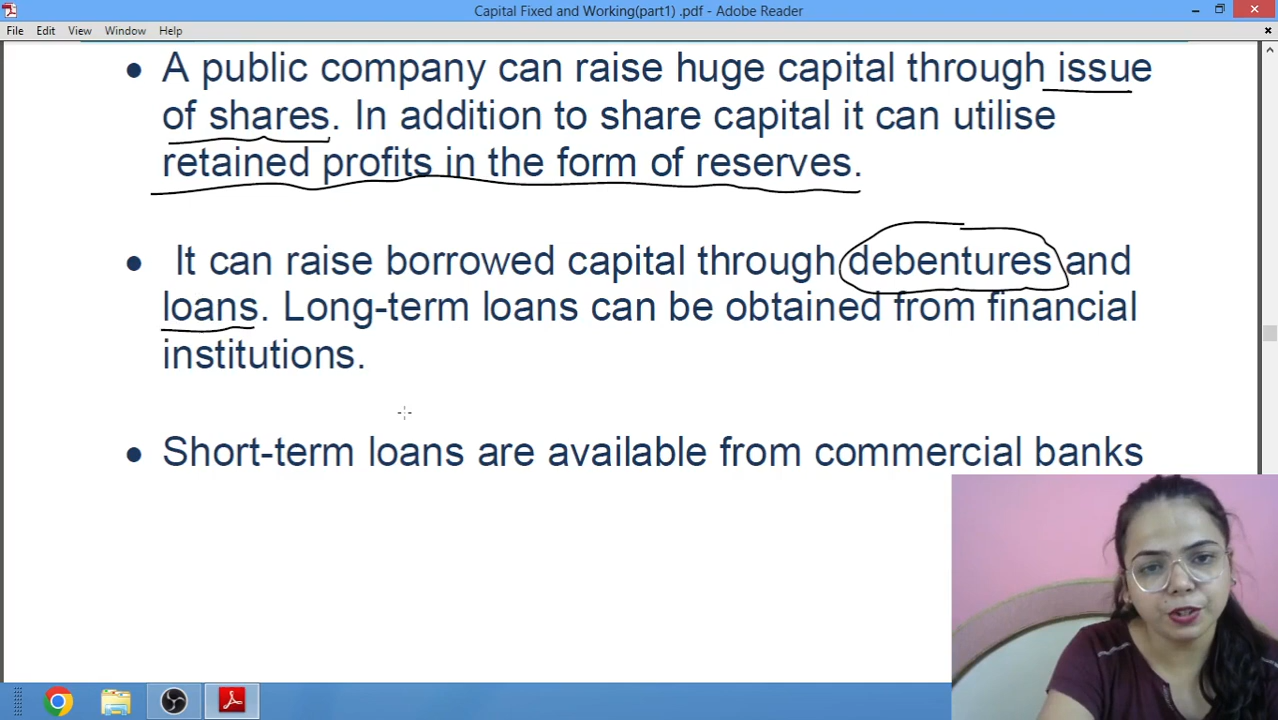 Capital Fixed and Working(part1) .pdf - Adobe Reader
File Edit View Window Help
• A public company can raise huge capital through issue
of shares. In addition to share capital it can utilise
retained profits in the form of reserves.
• It can raise borrowed capital through debentures and
loans. Long-term loans can be obtained from financial
institutions.
• Short-term loans are available from commercial banks